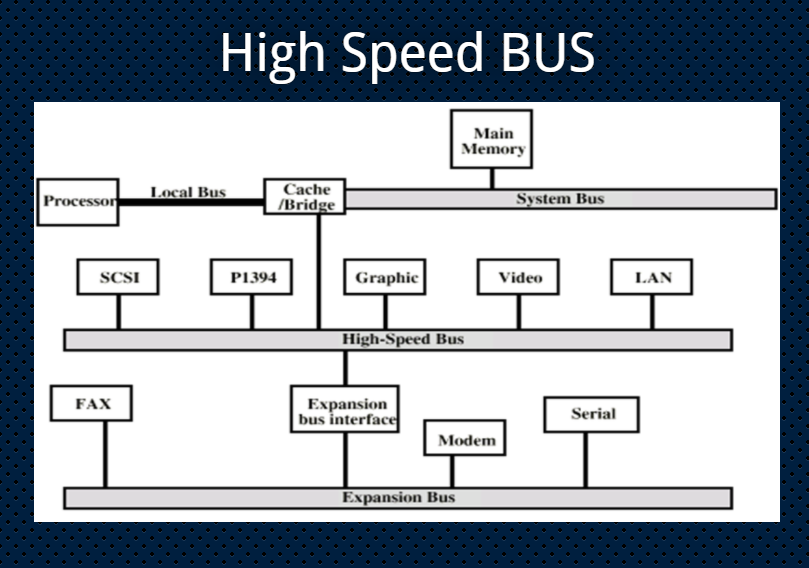 High Speed BUS
Main
Memory
Processor
Local Bus
Cache
/Bridge
System Bus
SCSI
P1394
Graphic
Video
LAN
High-Speed Bus
FAX
Expansion
bus interface
Modem
Serial
Expansion Bus